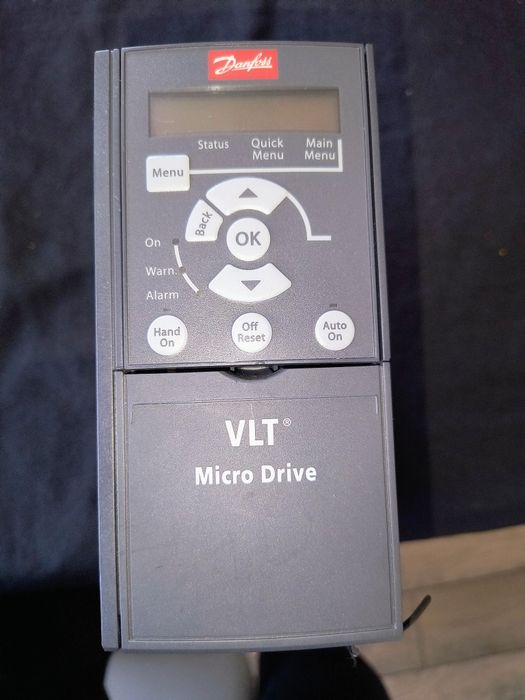 Danfoss
Status Quick Menu Main Menu
Menu
Back
OK
On
Warn.
Alarm
Hand On
Off Reset
Auto On
VLT®
Micro Drive